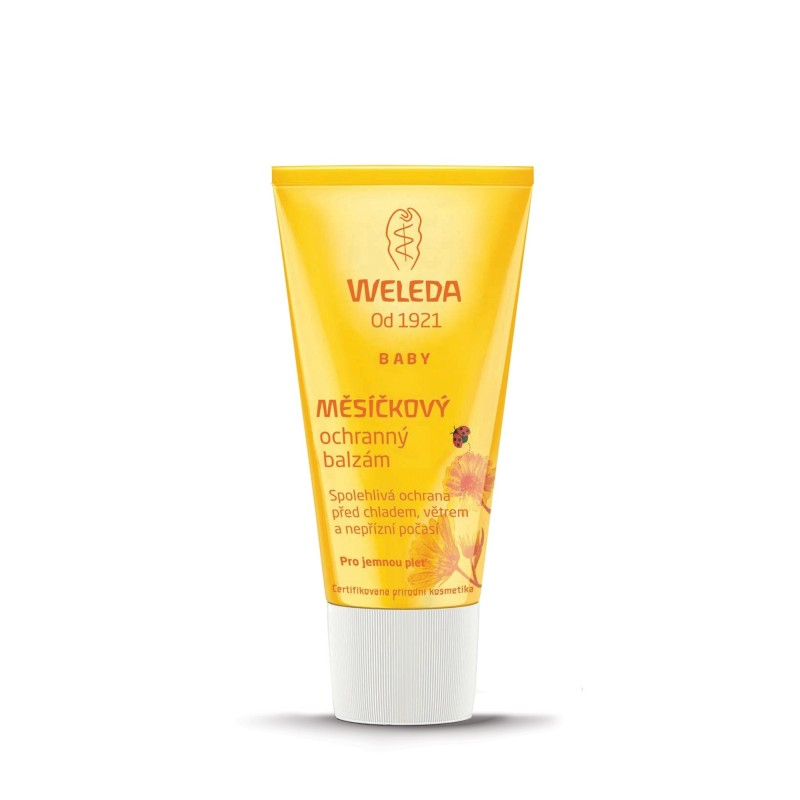 WELEDA
Od 1921
BABY
MĚSÍČKOVÝ
ochranný
balzám
Spolehlivá ochrana
před chladem, větrem
a nepřízní počasí
Pro jemnou pleť
Certifikovaná přírodní kosmetika